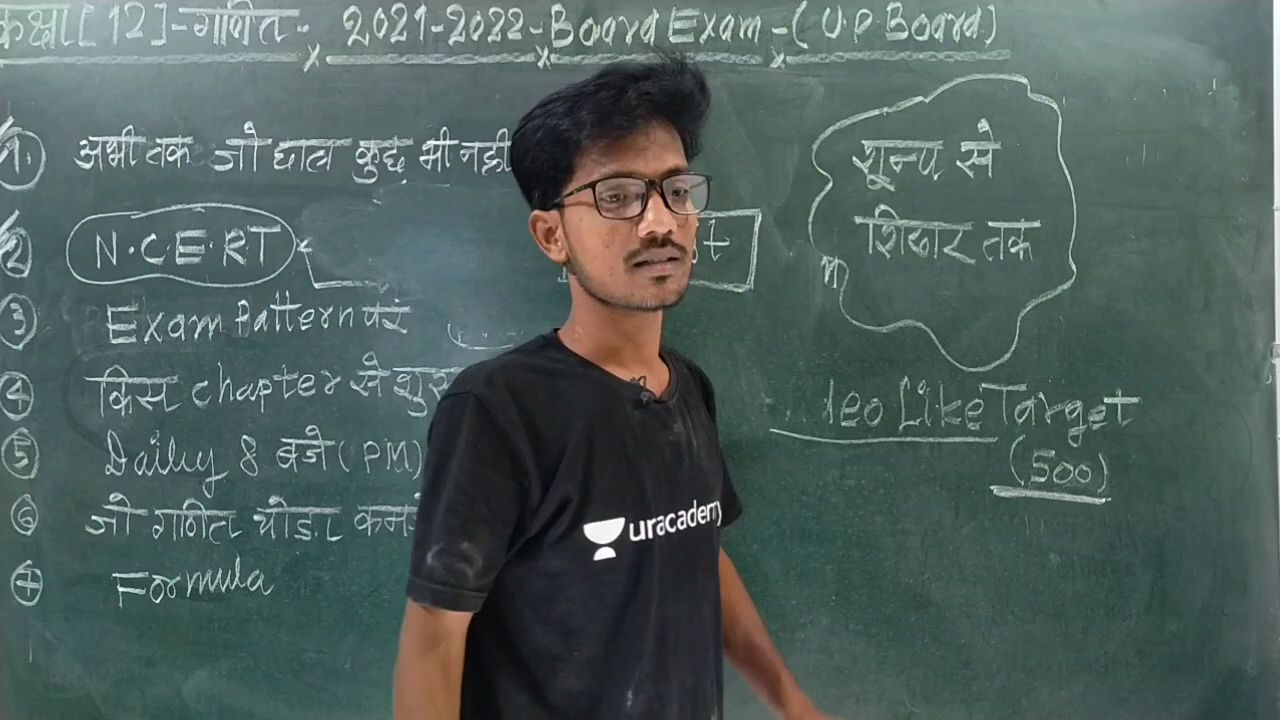 कक्षा [12]-गणित- 2021-2022-Board Exam-(U.P Board)
1. अभी तक जो छात्र कुछ भी नही
2 N.C.E.R.T
3 Exam Pattern पर
4 किस chapter से शुरु
5 Daily 8 बजे (PM)
6 जो गणित थोड़ा
7 Formula
शून्य से
शिखर तक
Like Target
(500)
uracademy